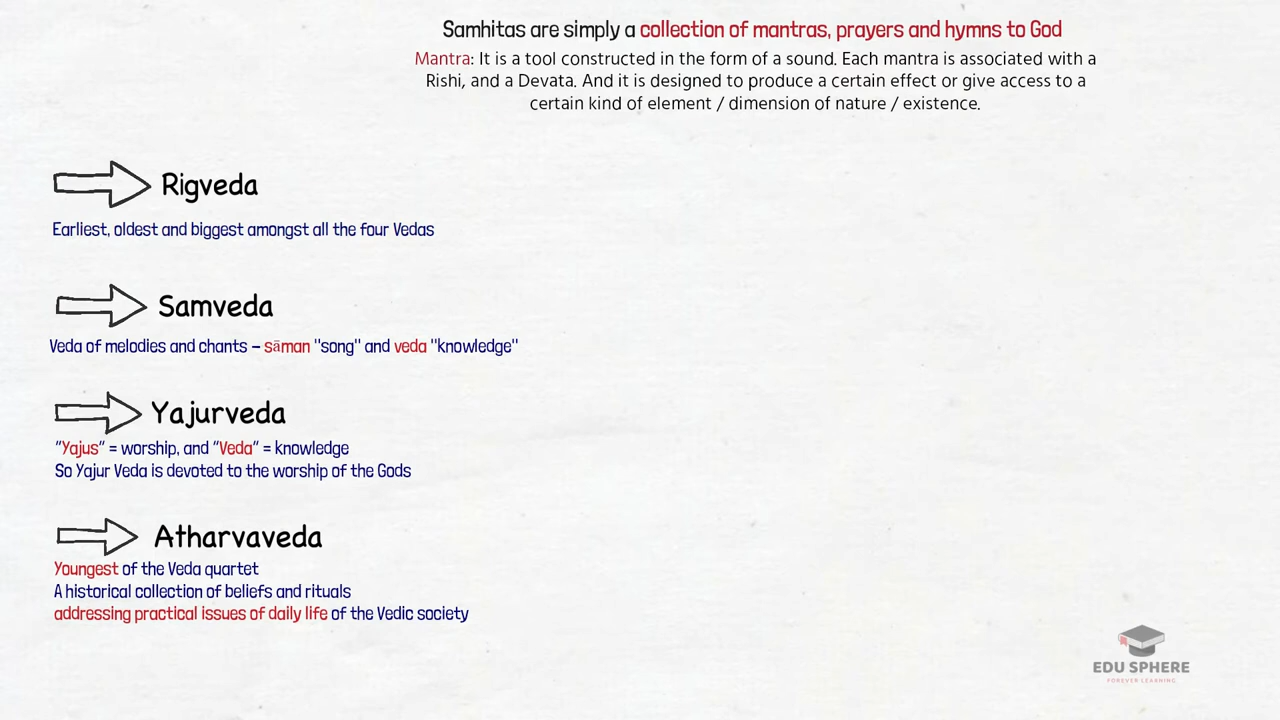 Samhitas are simply a collection of mantras, prayers and hymns to God
Mantra: It is a tool constructed in the form of a sound. Each mantra is associated with a
Rishi, and a Devata. And it is designed to produce a certain effect or give access to a
certain kind of element / dimension of nature / existence.
Rigveda
Earliest, oldest and biggest amongst all the four Vedas
Samveda
Veda of melodies and chants – sāman "song" and veda "knowledge"
Yajurveda
"Yajus" = worship, and "Veda" = knowledge
So Yajur Veda is devoted to the worship of the Gods
Atharvaveda
Youngest of the Veda quartet
A historical collection of beliefs and rituals
addressing practical issues of daily life of the Vedic society
EDU SPHERE
FOREVER LEARNING